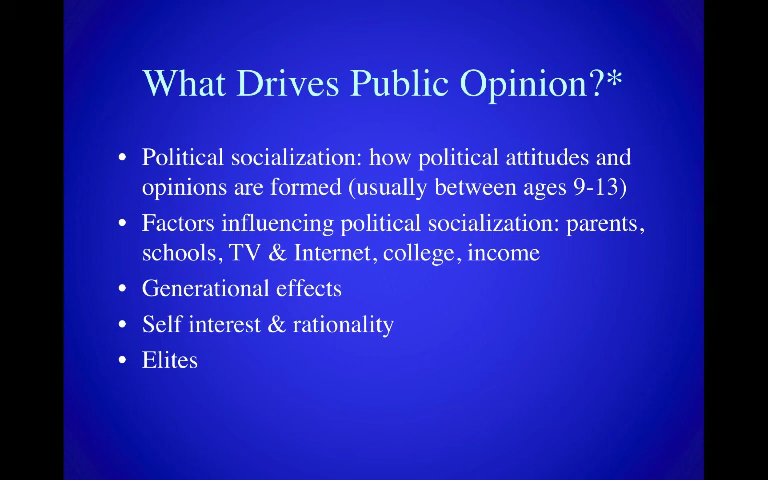 What Drives Public Opinion?*
• Political socialization: how political attitudes and
opinions are formed (usually between ages 9-13)
• Factors influencing political socialization: parents,
schools, TV & Internet, college, income
• Generational effects
• Self interest & rationality
• Elites